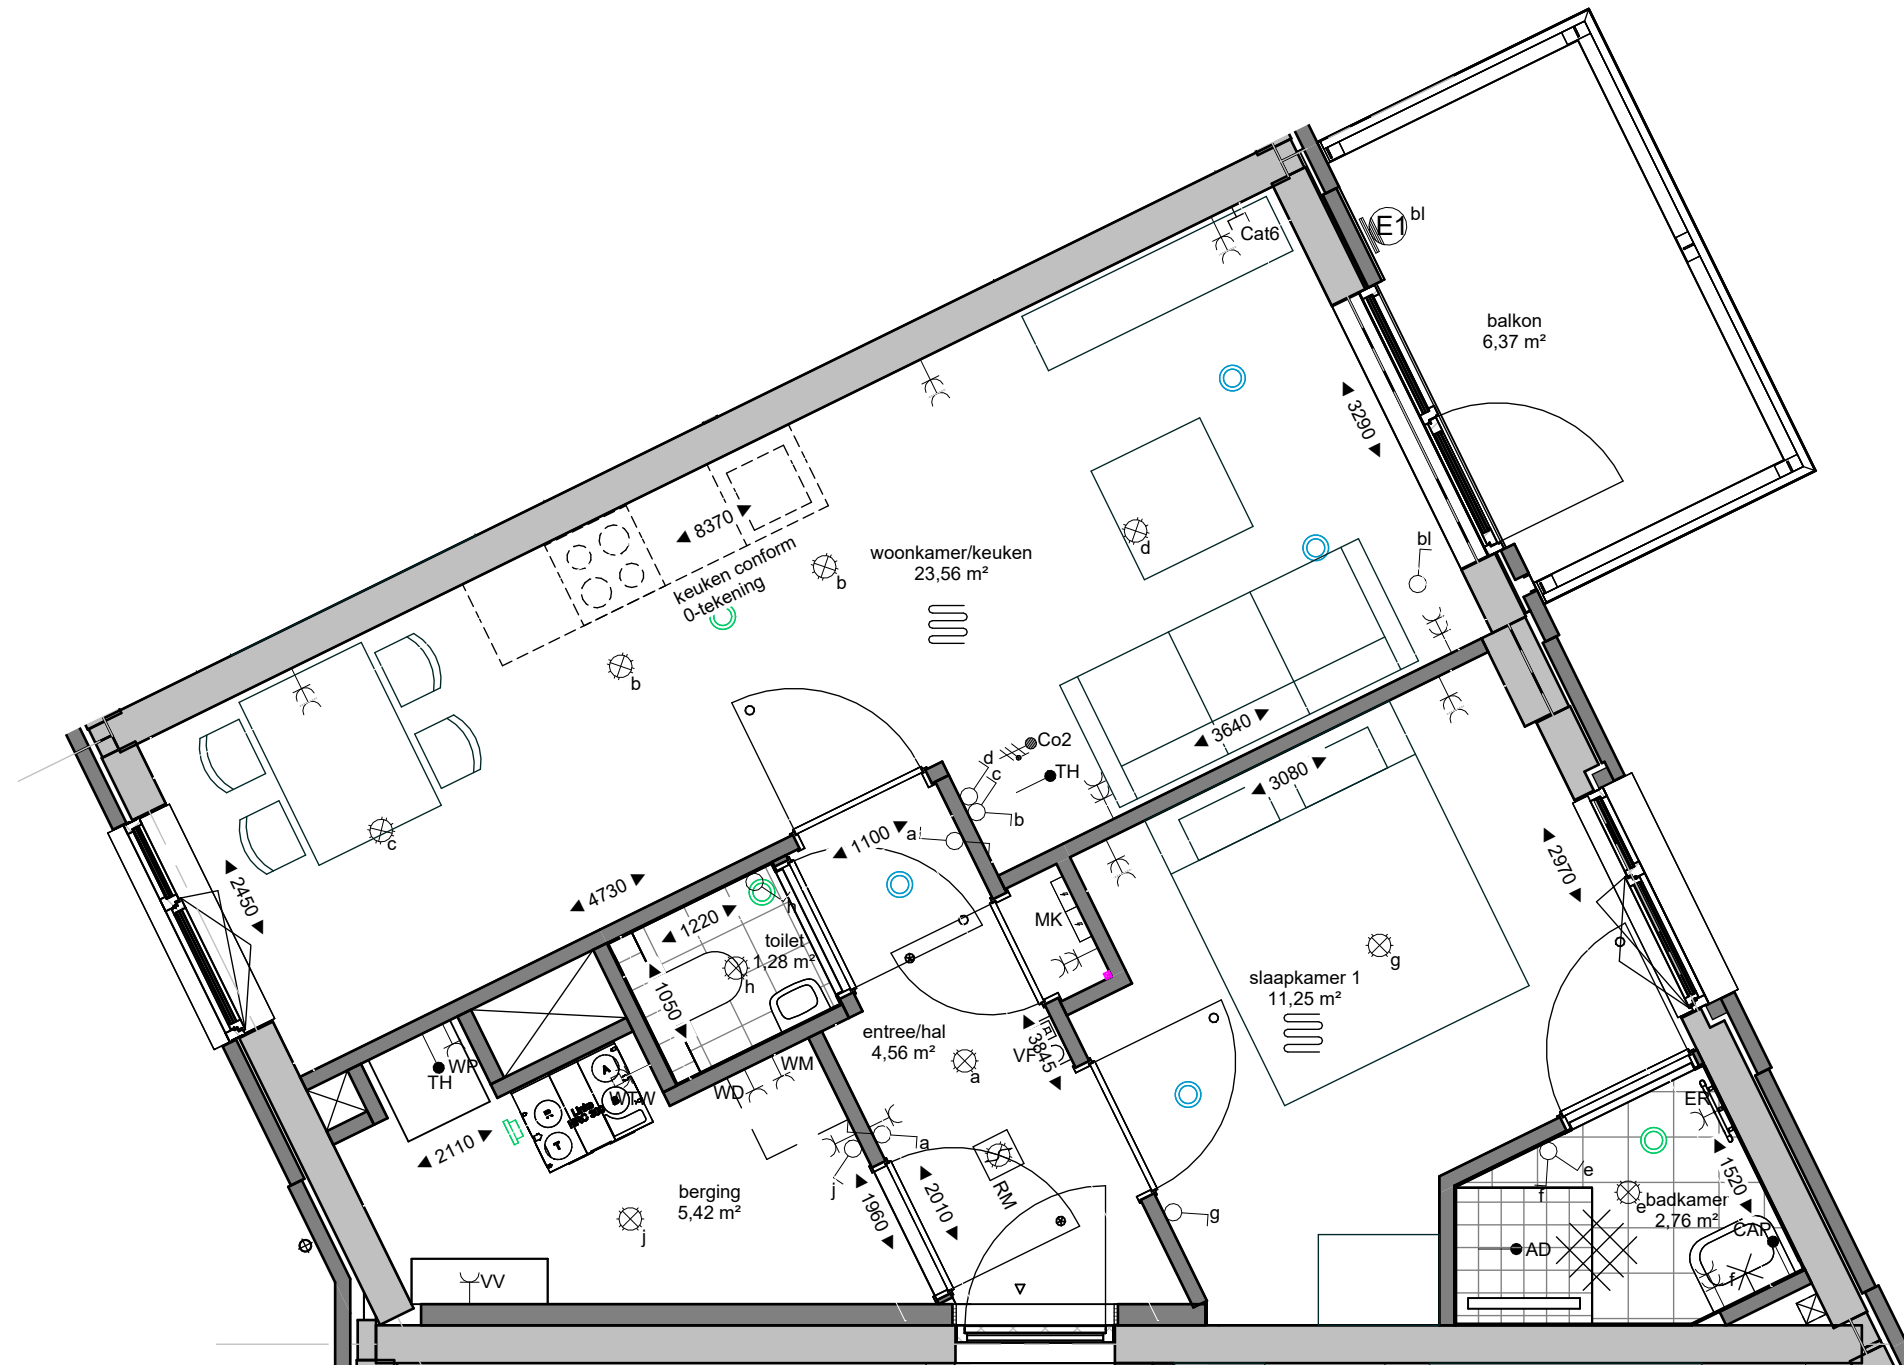 E1
bl
Cat6
balkon
6,37 m²
3290
8370
keuken conform
0-tekening
b
woonkamer/keuken
23,56 m²
d
bl
b
c
2450
4730
3640
3080
Co2
TH
d
c
b
a
1100
2970
1220
h
toilet
1,28 m²
h
1050
MK
g
slaapkamer 1
11,25 m²
entree/hal
4,56 m²
a
VF
3845
WP
TH
WTW
WD
WM
A
T
2110
a
j
berging
5,42 m²
j
1960
2010
RM
g
ER
1520
e
f
badkamer
2,76 m²
e
CAP
AD
f
VV